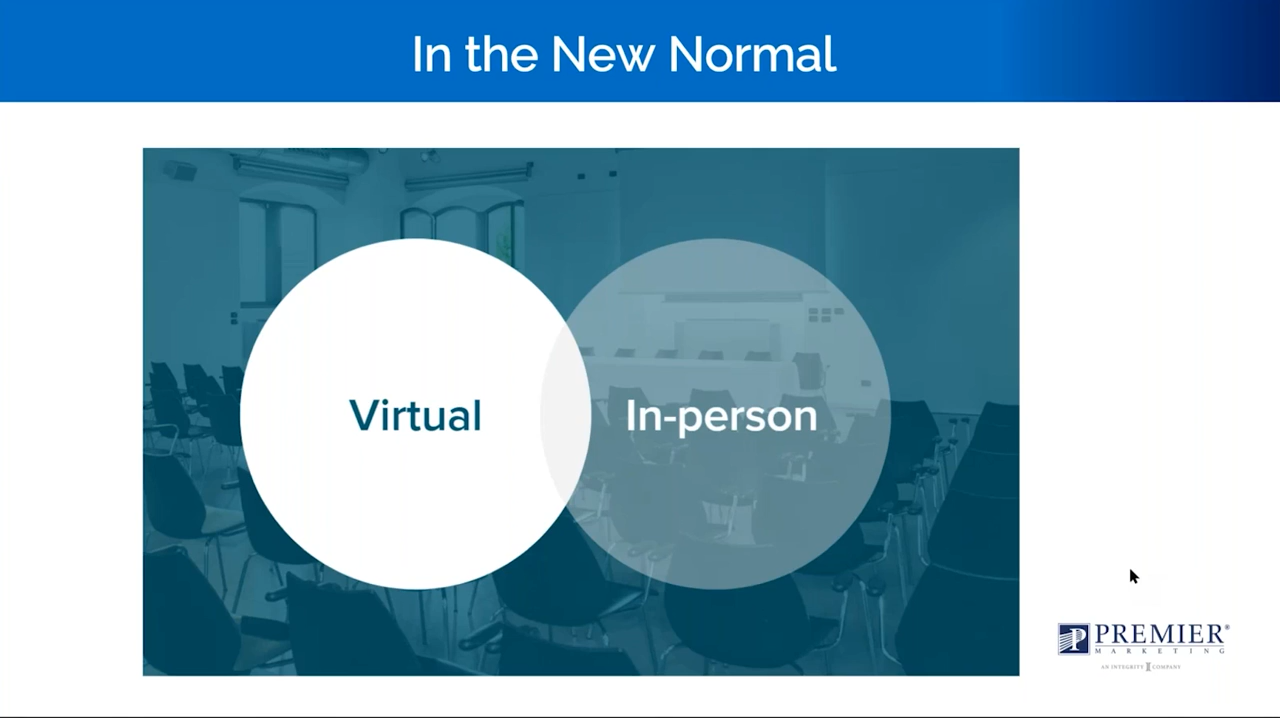 In the New Normal
Virtual
In-person
PREMIER®
MARKETING
AN INTEGRITY COMPANY